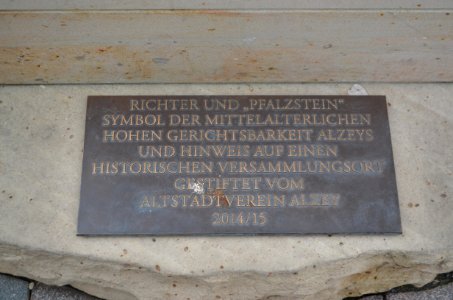 RICHTER UND „PFALZSTEIN“
SYMBOL DER MITTELALTERLICHEN
HOHEN GERICHTSBARKEIT ALZEYS
UND HINWEIS AUF EINEN
HISTORISCHEN VERSAMMLUNGSORT
GESTIFTET VOM
ALTSTADTVEREIN ALZEY
2014/15